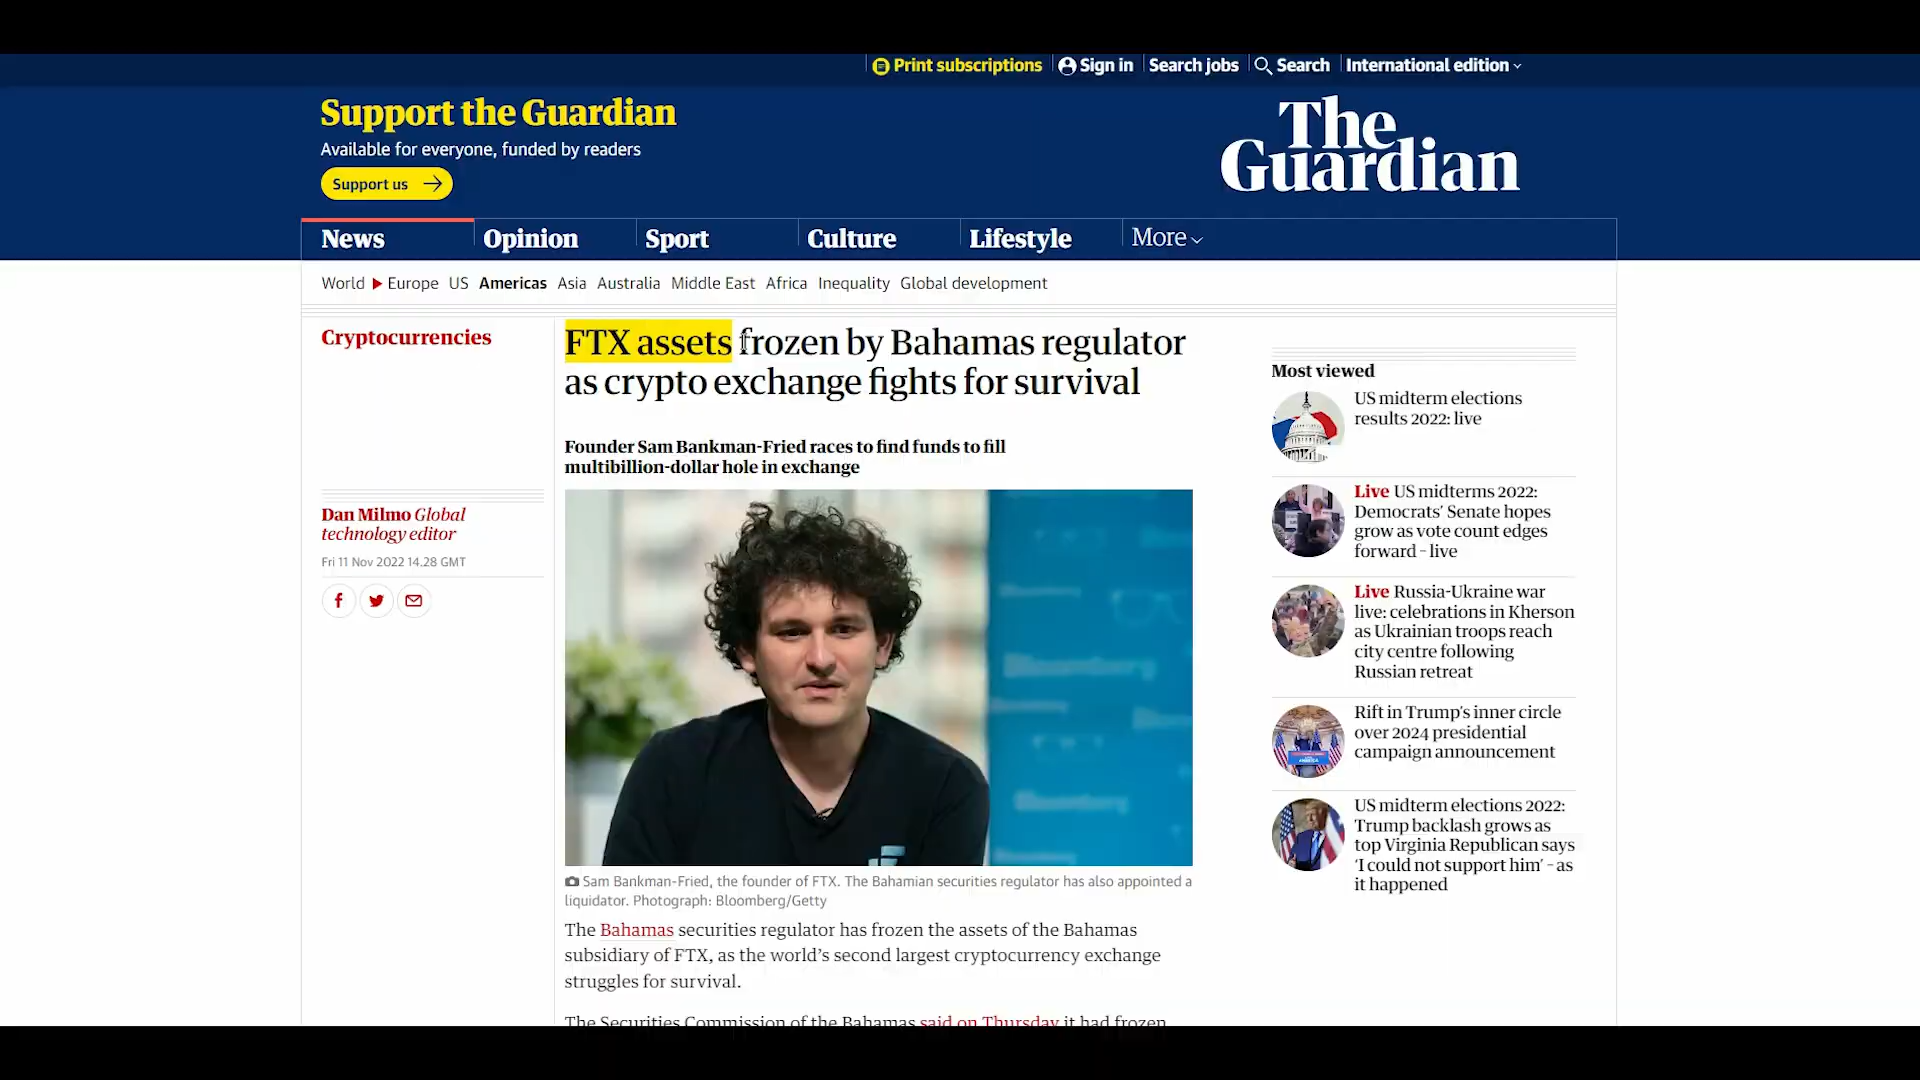 Print subscriptions
Sign in
Search jobs
Search
International edition
Support the Guardian
Available for everyone, funded by readers
Support us
The
Guardian
News
Opinion
Sport
Culture
Lifestyle
More
World
Europe
US
Americas
Asia
Australia
Middle East
Africa
Inequality
Global development
Cryptocurrencies
FTX assets frozen by Bahamas regulator
as crypto exchange fights for survival
Founder Sam Bankman-Fried races to find funds to fill
multibillion-dollar hole in exchange
Dan Milmo Global
technology editor
Fri 11 Nov 2022 14.28 GMT
Bloomberg
Bloomberg
Sam Bankman-Fried, the founder of FTX. The Bahamian securities regulator has also appointed a
liquidator. Photograph: Bloomberg/Getty
The Bahamas securities regulator has frozen the assets of the Bahamas
subsidiary of FTX, as the world's second largest cryptocurrency exchange
struggles for survival.
The Securities Commission of the Bahamas said on Thursday it had frozen
Most viewed
US midterm elections
results 2022: live
Live US midterms 2022:
Democrats' Senate hopes
grow as vote count edges
forward – live
Live Russia-Ukraine war
live: celebrations in Kherson
as Ukrainian troops reach
city centre following
Russian retreat
Rift in Trump's inner circle
over 2024 presidential
campaign announcement
US midterm elections 2022:
Trump backlash grows as
top Virginia Republican says
'I could not support him' – as
it happened